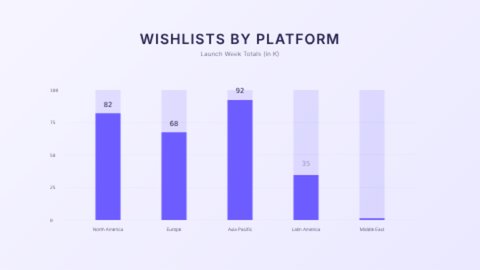 WISHLISTS BY PLATFORM
Launch Week Totals (in K)
100
75
50
25
0
82
68
92
35
North America
Europe
Asia Pacific
Latin America
Middle East